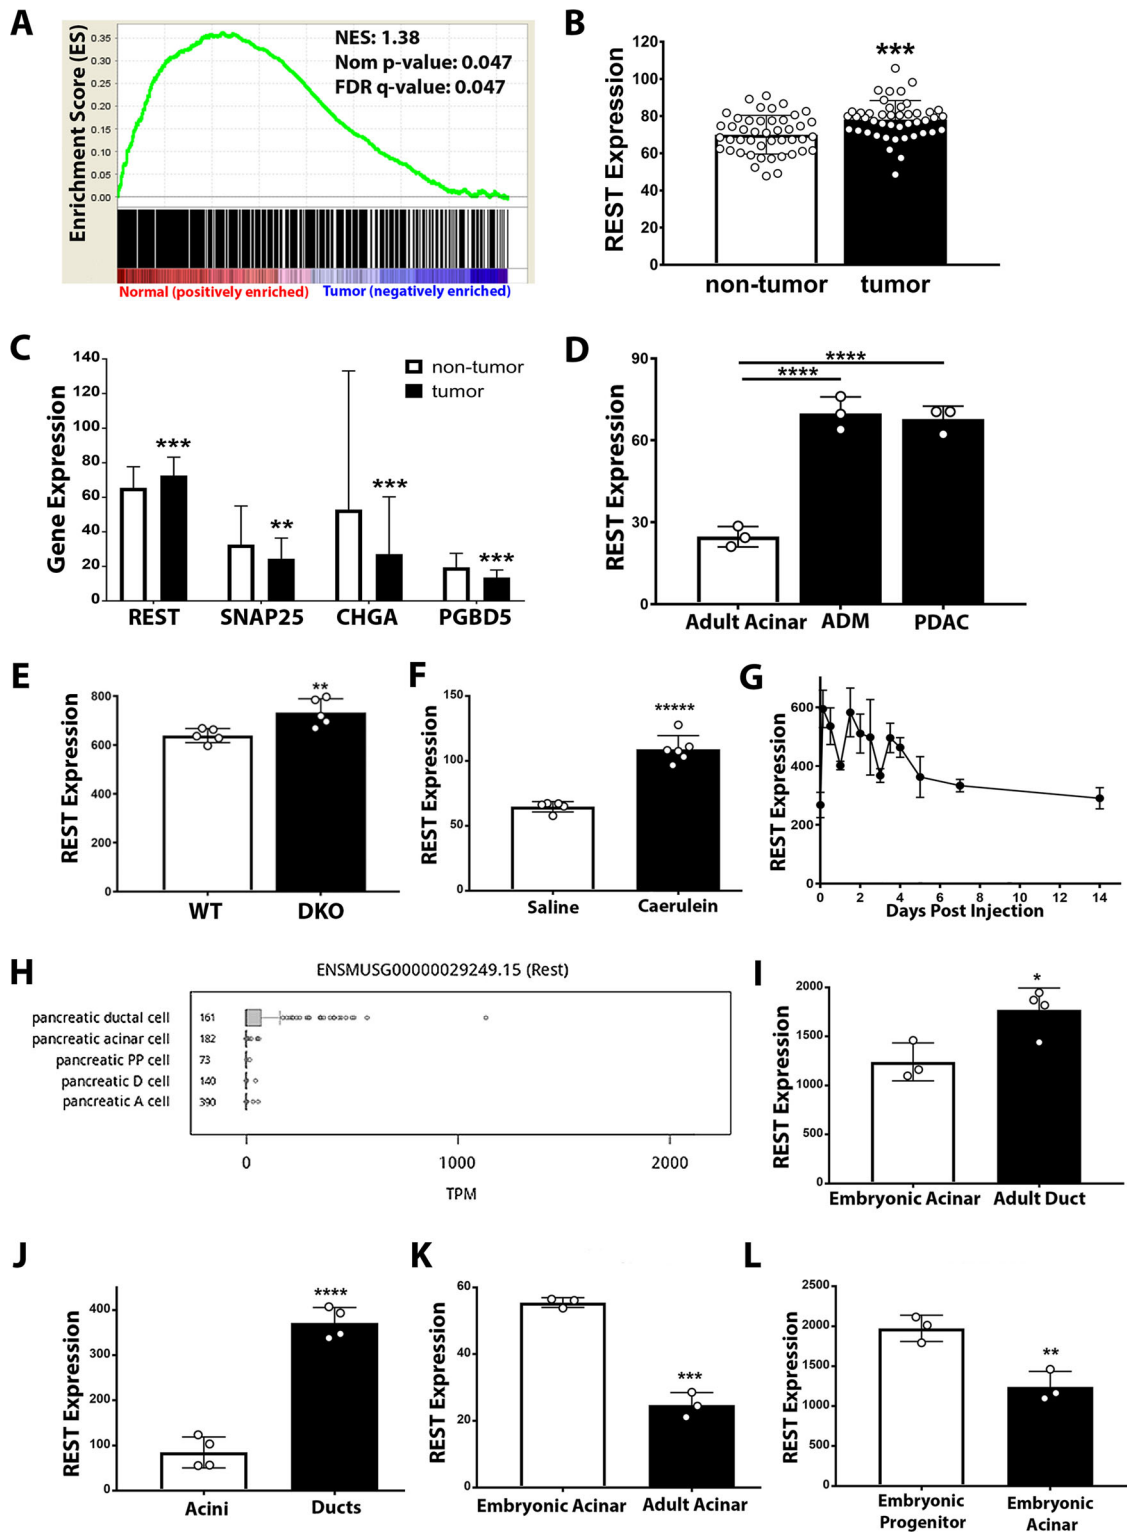 A
Enrichment Score (ES)
0.35
0.30
0.25
0.20
0.15
0.10
0.05
0.00
NES: 1.38
Nom p-value: 0.047
FDR q-value: 0.047
Normal (positively enriched) Tumor (negatively enriched)
B
REST Expression
120
100
80
60
40
20
0
***
non-tumor tumor
C
Gene Expression
140
120
100
80
60
40
20
0
non-tumor
tumor
***
**
***
***
REST SNAP25 CHGA PGBD5
D
REST Expression
90
60
30
0
****
****
Adult Acinar ADM PDAC
E
REST Expression
800
600
400
200
0
**
WT DKO
F
REST Expression
150
100
50
0
*****
Saline Caerulein
G
REST Expression
600
400
200
0
0 2 4 6 8 10 12 14
Days Post Injection
H
ENSMUSG00000029249.15 (Rest)
pancreatic ductal cell 161
pancreatic acinar cell 182
pancreatic PP cell 73
pancreatic D cell 140
pancreatic A cell 390
0 1000 2000
TPM
I
REST Expression
2000
1500
1000
500
0
*
Embryonic Acinar Adult Duct
J
REST Expression
400
300
200
100
0
****
Acini Ducts
K
REST Expression
60
40
20
0
***
Embryonic Acinar Adult Acinar
L
REST Expression
2500
2000
1500
1000
500
0
**
Embryonic Progenitor
Embryonic Acinar